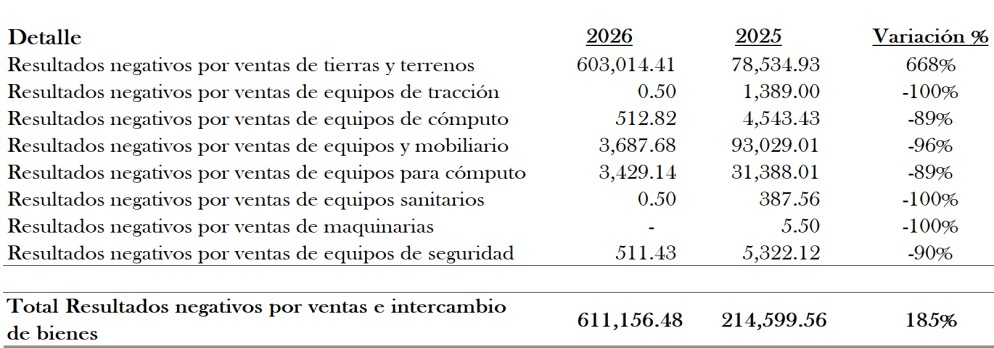 Detalle 2026 2025 Variación %
Resultados negativos por ventas de tierras y terrenos 603,014.41 78,534.93 668%
Resultados negativos por ventas de equipos de tracción 0.50 1,389.00 -100%
Resultados negativos por ventas de equipos de cómputo 512.82 4,543.43 -89%
Resultados negativos por ventas de equipos y mobiliario 3,687.68 93,029.01 -96%
Resultados negativos por ventas de equipos para cómputo 3,429.14 31,388.01 -89%
Resultados negativos por ventas de equipos sanitarios 0.50 387.56 -100%
Resultados negativos por ventas de maquinarias - 5.50 -100%
Resultados negativos por ventas de equipos de seguridad 511.43 5,322.12 -90%
Total Resultados negativos por ventas e intercambio
de bienes 611,156.48 214,599.56 185%